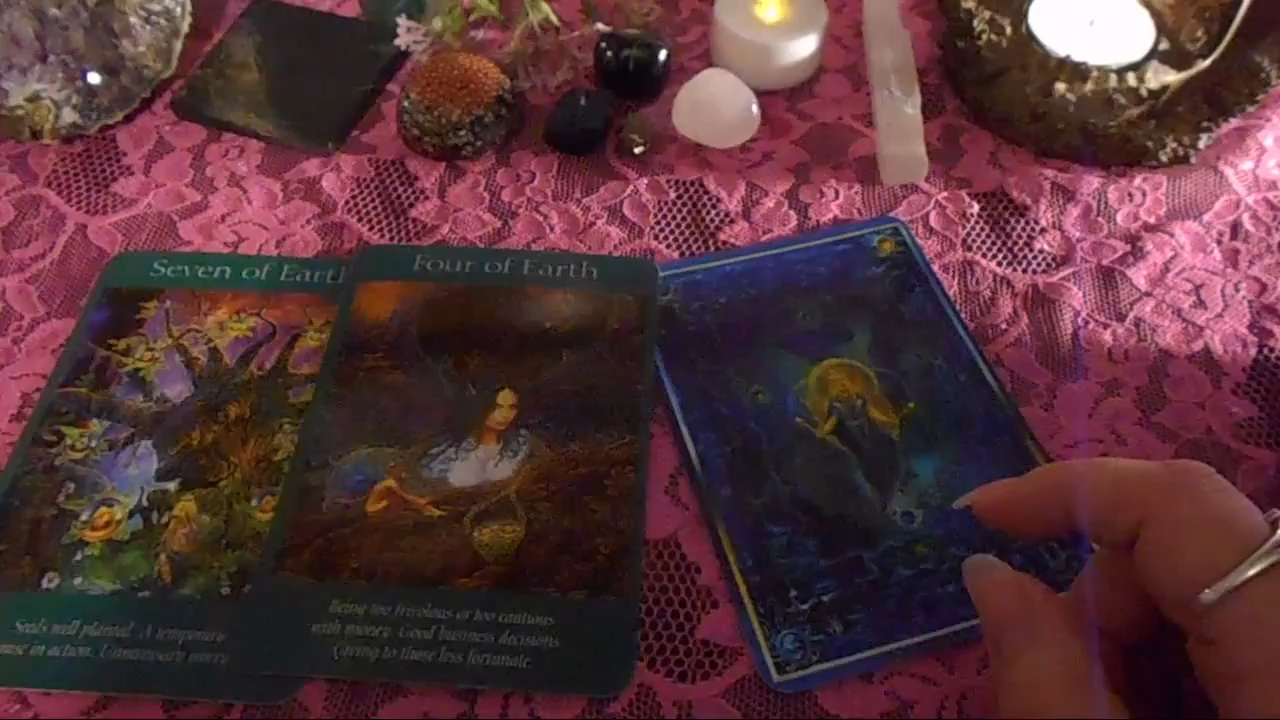 Seven of Earth
Seeds well planted. A temporary
pause in action. Unnecessary worry
Four of Earth
Being too frivolous or too cautious
with money. Good business decisions
Giving to those less fortunate